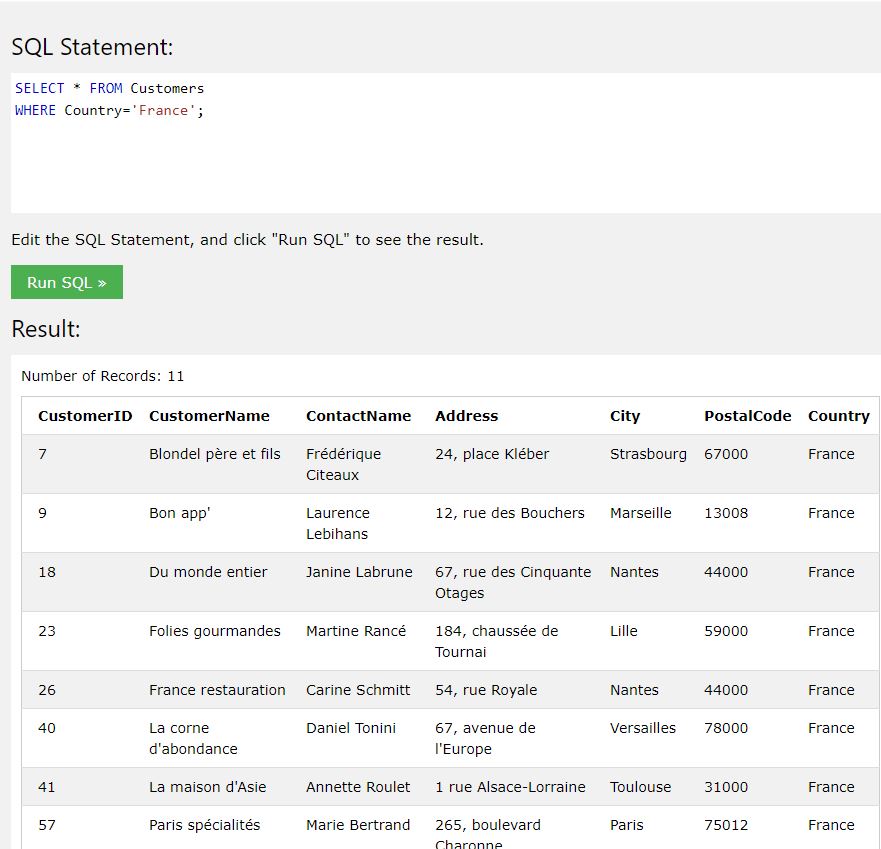 SQL Statement:
SELECT * FROM Customers
WHERE Country='France';
Edit the SQL Statement, and click "Run SQL" to see the result.
Run SQL »
Result:
Number of Records: 11
CustomerID CustomerName ContactName Address City PostalCode Country
7 Blondel père et fils Frédérique 24, place Kléber Strasbourg 67000 France
Citeaux
9 Bon app' Laurence 12, rue des Bouchers Marseille 13008 France
Lebihans
18 Du monde entier Janine Labrune 67, rue des Cinquante Nantes 44000 France
Otages
23 Folies gourmandes Martine Rancé 184, chaussée de Lille 59000 France
Tournai
26 France restauration Carine Schmitt 54, rue Royale Nantes 44000 France
40 La corne Daniel Tonini 67, avenue de Versailles 78000 France
d'abondance l'Europe
41 La maison d'Asie Annette Roulet 1 rue Alsace-Lorraine Toulouse 31000 France
57 Paris spécialités Marie Bertrand 265, boulevard Paris 75012 France
Charonne